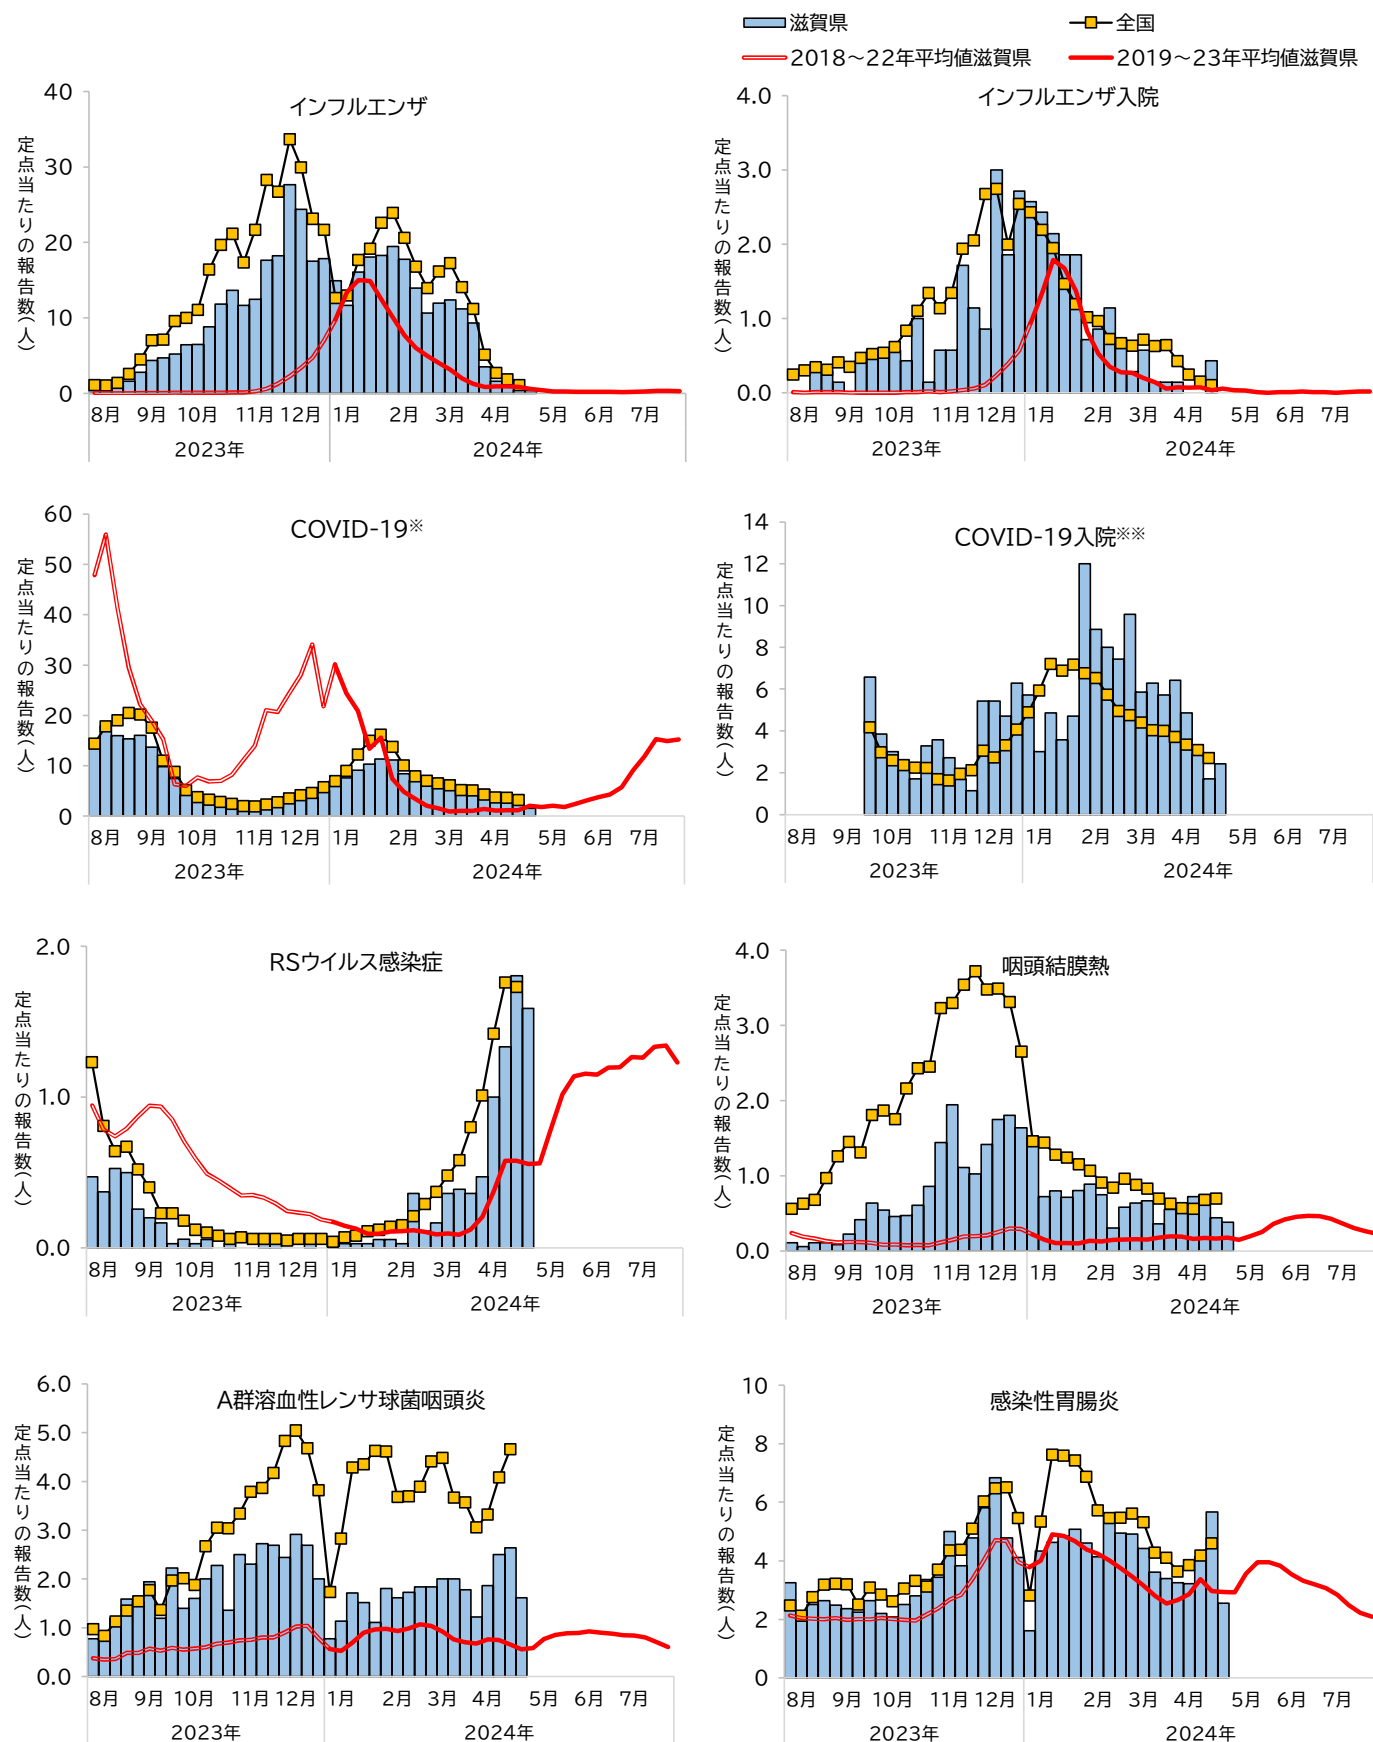 滋賀県 全国
2018～22年平均値滋賀県 2019～23年平均値滋賀県
インフルエンザ
定点当たりの報告数(人)
40
30
20
10
0
8月 9月 10月 11月 12月 1月 2月 3月 4月 5月 6月 7月
2023年 2024年
インフルエンザ入院
定点当たりの報告数(人)
4.0
3.0
2.0
1.0
0.0
8月 9月 10月 11月 12月 1月 2月 3月 4月 5月 6月 7月
2023年 2024年
COVID-19※
定点当たりの報告数(人)
60
50
40
30
20
10
0
8月 9月 10月 11月 12月 1月 2月 3月 4月 5月 6月 7月
2023年 2024年
COVID-19入院※※
定点当たりの報告数(人)
14
12
10
8
6
4
2
0
8月 9月 10月 11月 12月 1月 2月 3月 4月 5月 6月 7月
2023年 2024年
RSウイルス感染症
定点当たりの報告数(人)
2.0
1.0
0.0
8月 9月 10月 11月 12月 1月 2月 3月 4月 5月 6月 7月
2023年 2024年
咽頭結膜熱
定点当たりの報告数(人)
4.0
3.0
2.0
1.0
0.0
8月 9月 10月 11月 12月 1月 2月 3月 4月 5月 6月 7月
2023年 2024年
A群溶血性レンサ球菌咽頭炎
定点当たりの報告数(人)
6.0
5.0
4.0
3.0
2.0
1.0
0.0
8月 9月 10月 11月 12月 1月 2月 3月 4月 5月 6月 7月
2023年 2024年
感染性胃腸炎
定点当たりの報告数(人)
10
8
6
4
2
0
8月 9月 10月 11月 12月 1月 2月 3月 4月 5月 6月 7月
2023年 2024年